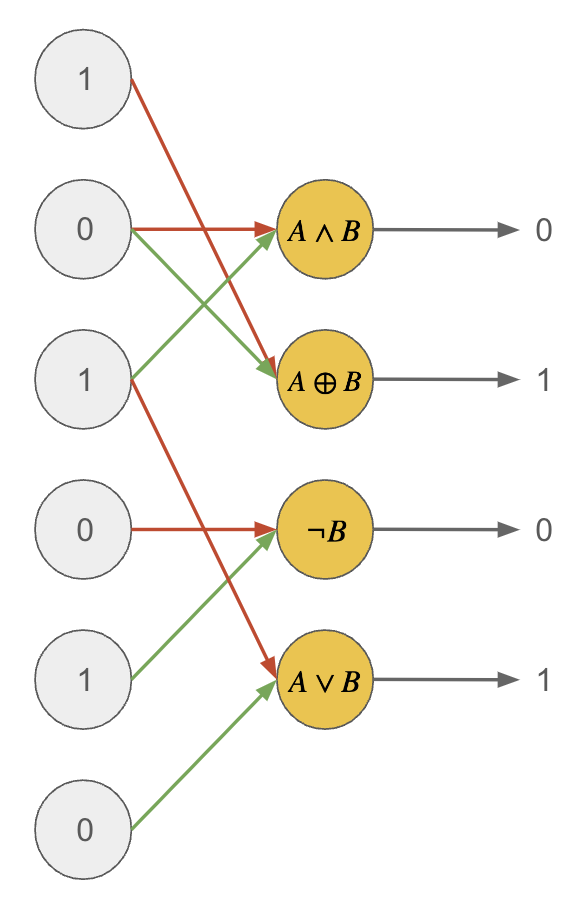 1
0 A ∧ B 0
1 A ⊕ B 1
0 ¬B 0
1 A ∨ B 1
0